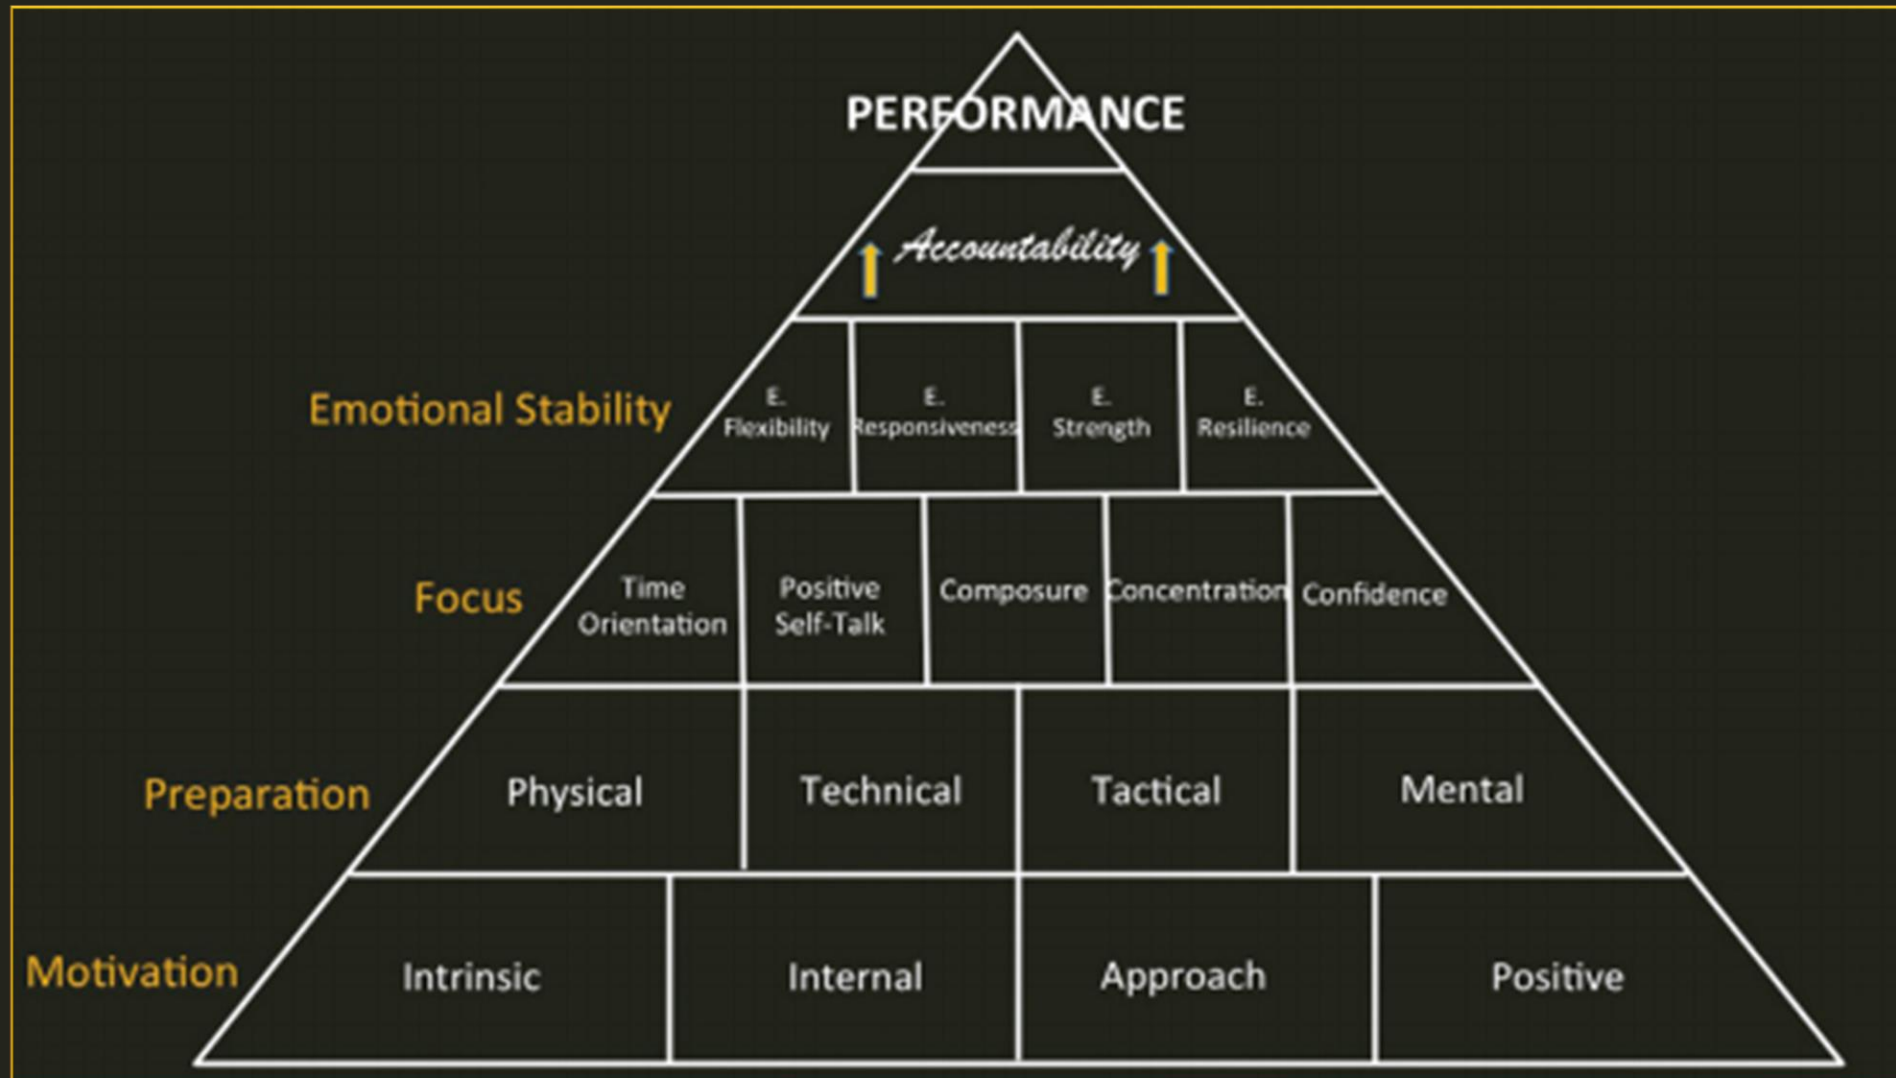 PERFORMANCE
Accountability
Emotional Stability
E.
Flexibility
E.
Responsiveness
E.
Strength
E.
Resilience
Focus
Time
Orientation
Positive
Self-Talk
Composure
Concentration
Confidence
Preparation
Physical
Technical
Tactical
Mental
Motivation
Intrinsic
Internal
Approach
Positive